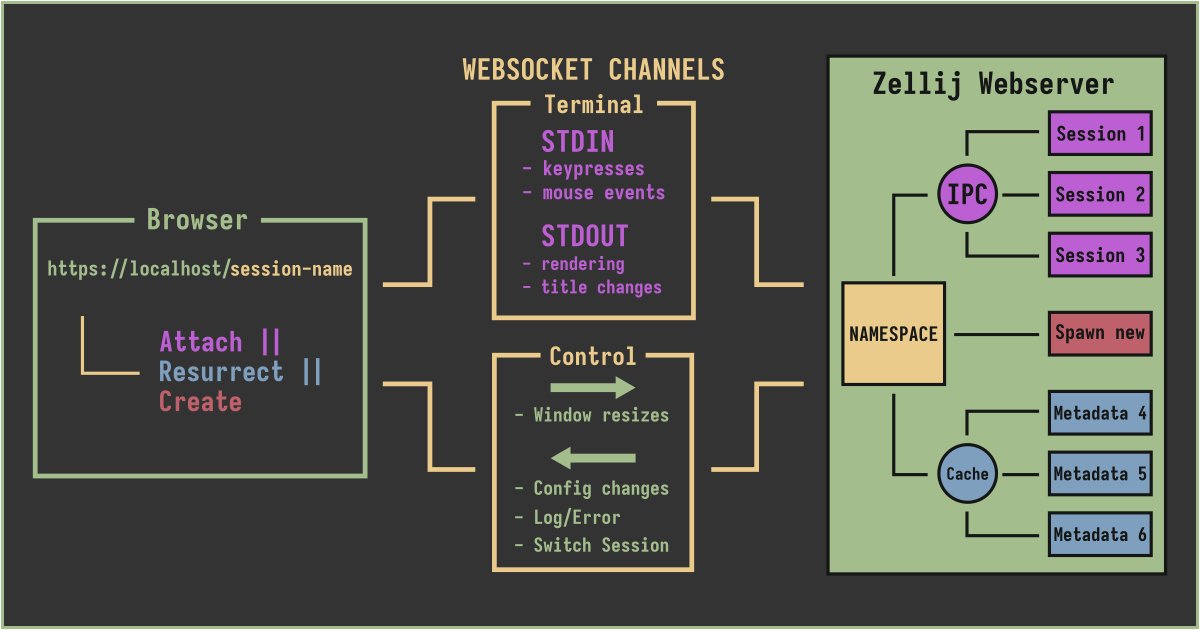 WEBSOCKET CHANNELS
Browser
https://localhost/session-name
Attach ||
Resurrect ||
Create
Terminal
STDIN
- keypresses
- mouse events
STDOUT
- rendering
- title changes
Control
- Window resizes
- Config changes
- Log/Error
- Switch Session
Zellij Webserver
NAMESPACE
IPC
Session 1
Session 2
Session 3
Spawn new
Cache
Metadata 4
Metadata 5
Metadata 6